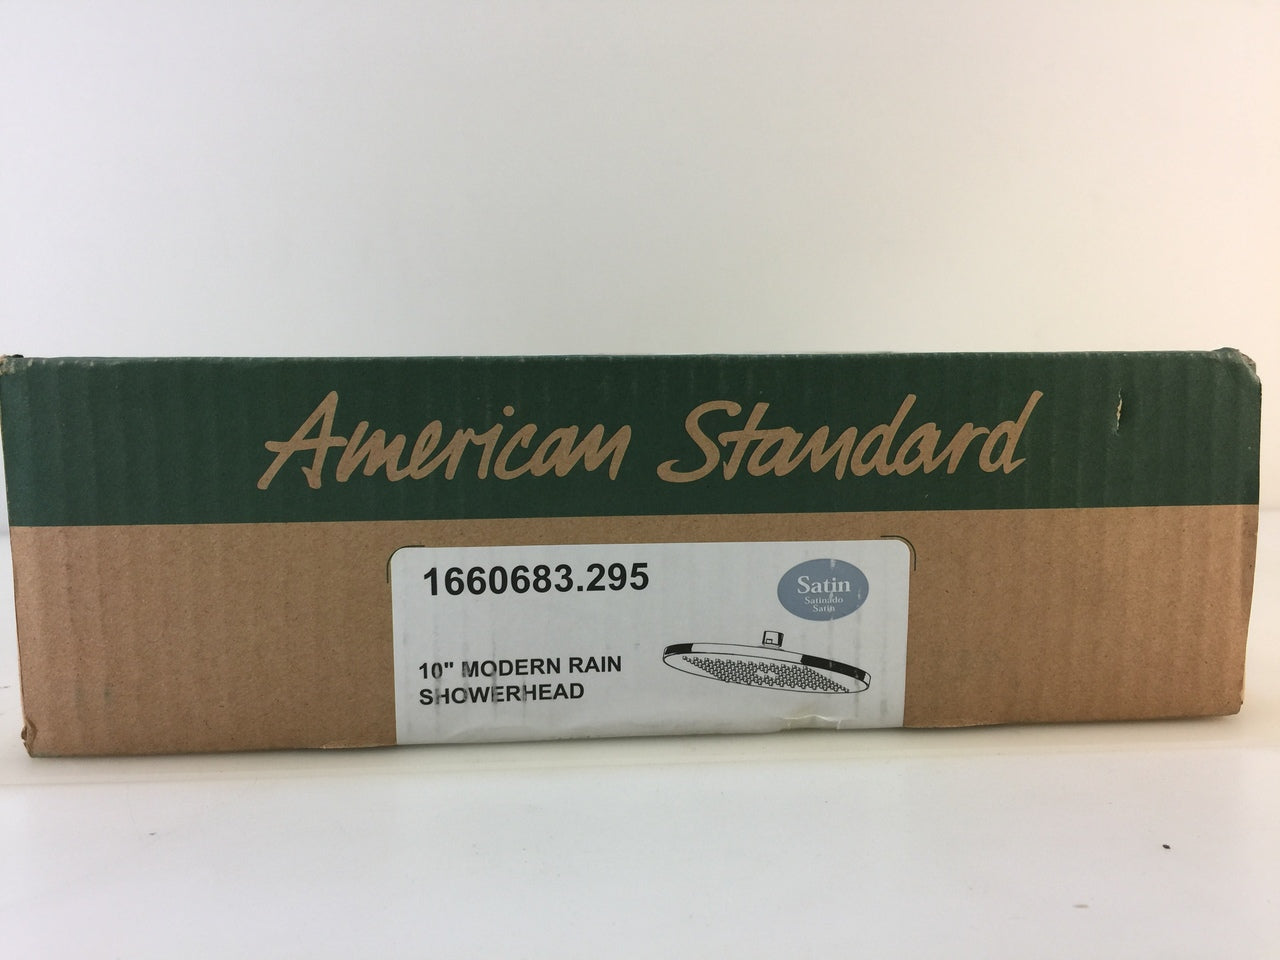 American Standard
1660683.295
Satin
Satinado
Satin
10" MODERN RAIN
SHOWERHEAD